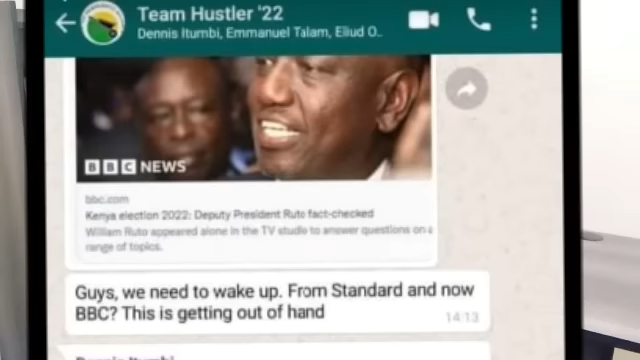 Team Hustler '22
Dennis Itumbi, Emmanuel Talam, Eliud O..
BBC NEWS
bbc.com
Kenya election 2022: Deputy President Ruto fact-checked
William Ruto appeared alone in the TV studio to answer questions on a
range of topics.
Guys, we need to wake up. From Standard and now
BBC? This is getting out of hand
14:13
Dennis Itumbi